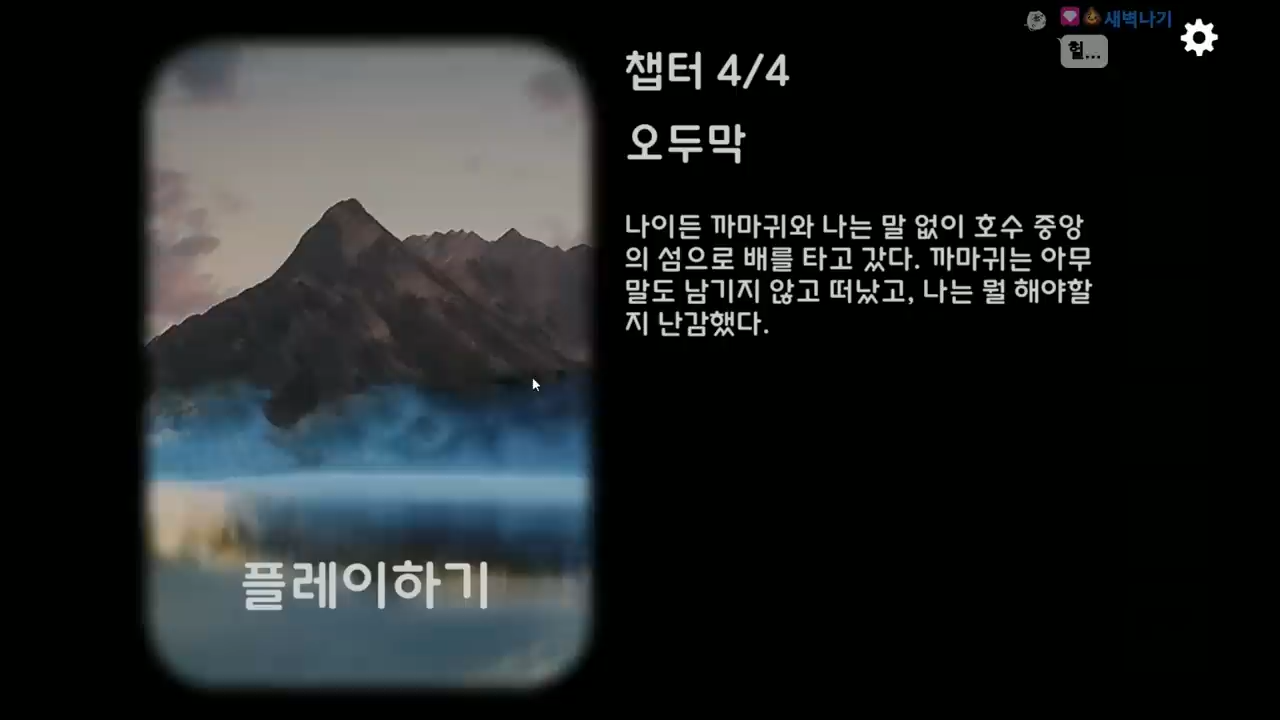 새벽나기
헐...
챕터 4/4
오두막
나이든 까마귀와 나는 말 없이 호수 중앙
의 섬으로 배를 타고 갔다. 까마귀는 아무
말도 남기지 않고 떠났고, 나는 뭘 해야할
지 난감했다.
플레이하기